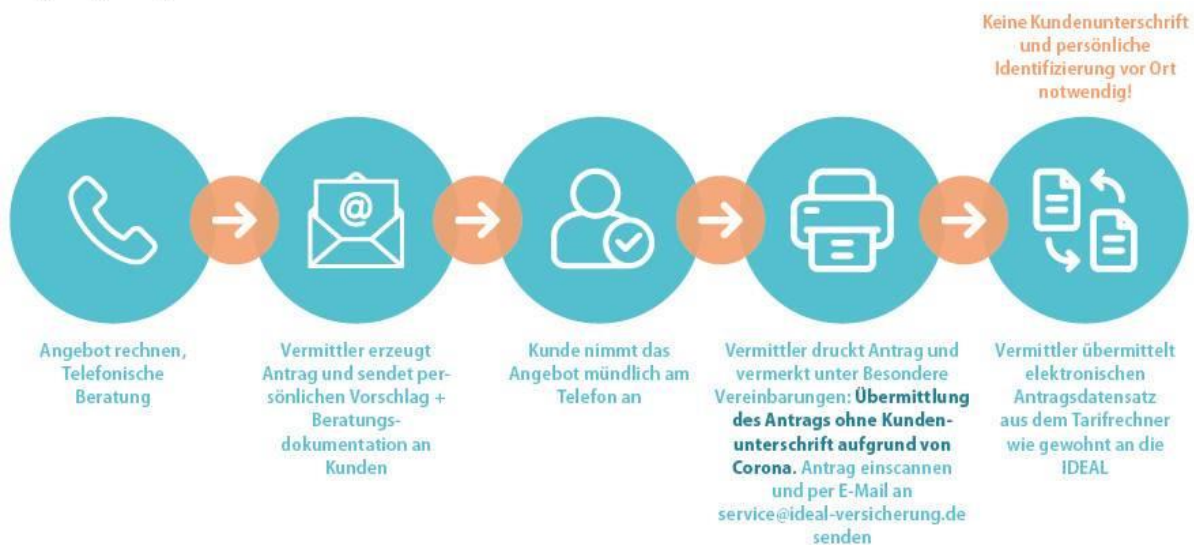 Keine Kundenunterschrift
und persönliche
Identifizierung vor Ort
notwendig!
@
Angebot rechnen,
Telefonische
Beratung
Vermittler erzeugt
Antrag und sendet per-
sönlichen Vorschlag +
Beratungs-
dokumentation an
Kunden
Kunde nimmt das
Angebot mündlich am
Telefon an
Vermittler druckt Antrag und
vermerkt unter Besondere
Vereinbarungen: Übermittlung
des Antrags ohne Kunden-
unterschrift aufgrund von
Corona. Antrag einscannen
und per E-Mail an
service@ideal-versicherung.de
senden
Vermittler übermittelt
elektronischen
Antragsdatensatz
aus dem Tarifrechner
wie gewohnt an die
IDEAL